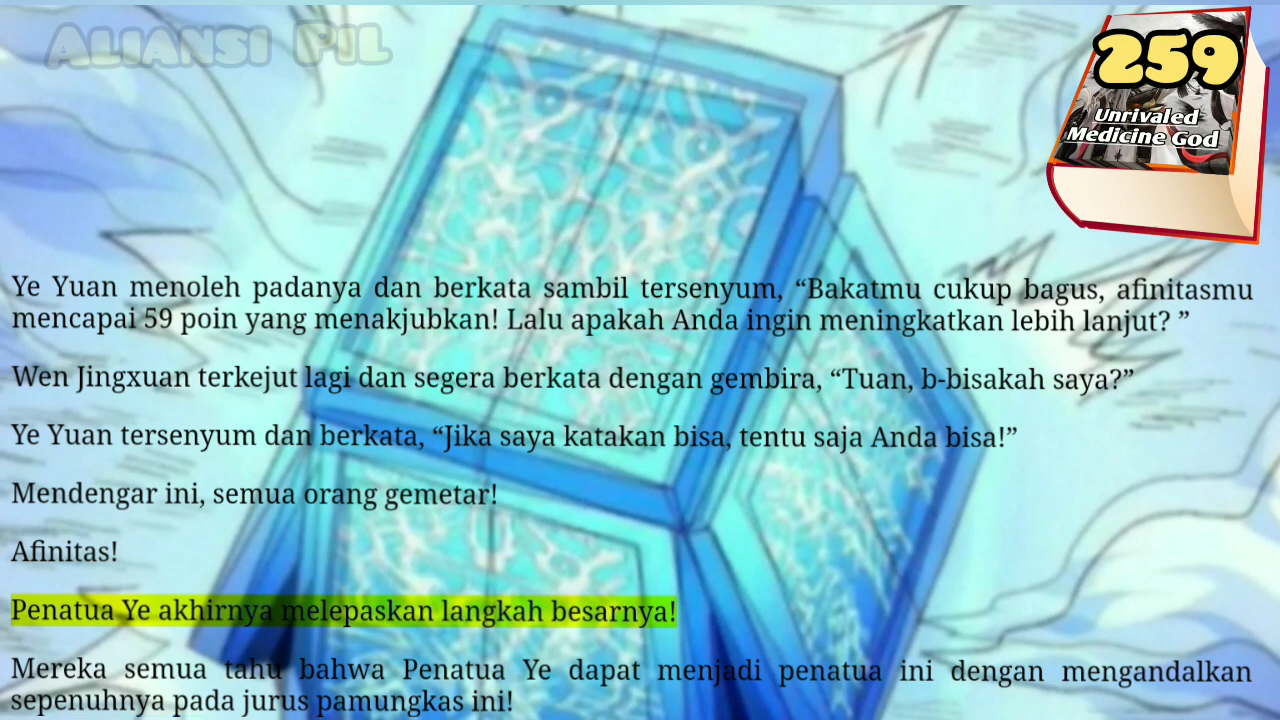 Aliansi Pil
259
Unrivaled
Medicine God
Ye Yuan menoleh padanya dan berkata sambil tersenyum, “Bakatmu cukup bagus, afinitasmu
mencapai 59 poin yang menakjubkan! Lalu apakah Anda ingin meningkatkan lebih lanjut? ”
Wen Jingxuan terkejut lagi dan segera berkata dengan gembira, “Tuan, b-bisakah saya?”
Ye Yuan tersenyum dan berkata, “Jika saya katakan bisa, tentu saja Anda bisa!”
Mendengar ini, semua orang gemetar!
Afinitas!
Penatua Ye akhirnya melepaskan langkah besarnya!
Mereka semua tahu bahwa Penatua Ye dapat menjadi penatua ini dengan mengandalkan
sepenuhnya pada jurus pamungkas ini!